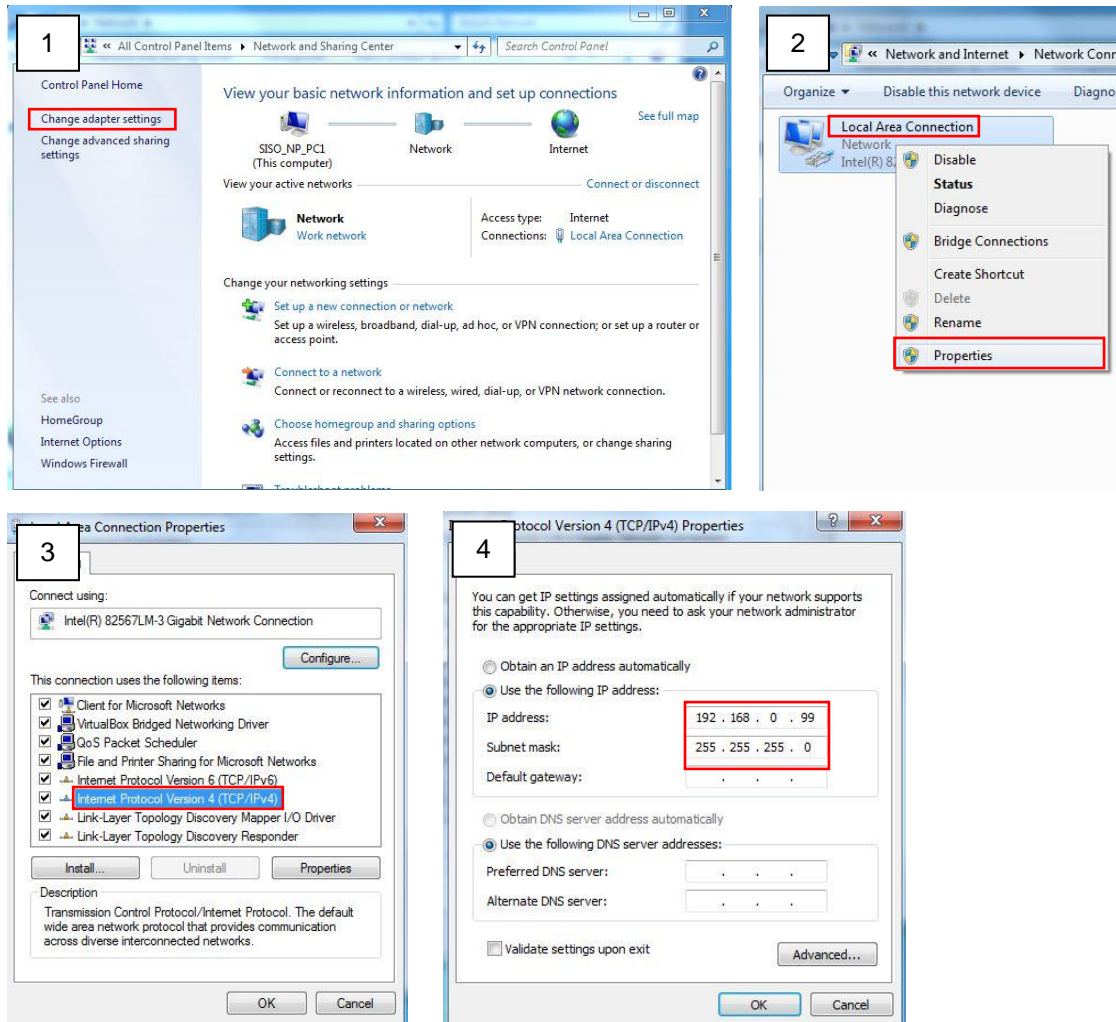 1
« All Control Panel Items ▸ Network and Sharing Center
Search Control Panel
Control Panel Home
Change adapter settings
Change advanced sharing
settings
See also
HomeGroup
Internet Options
Windows Firewall
View your basic network information and set up connections
See full map
SISO_NP_PC1
(This computer)
Network
Internet
View your active networks
Connect or disconnect
Network
Work network
Access type: Internet
Connections: Local Area Connection
Change your networking settings
Set up a new connection or network
Set up a wireless, broadband, dial-up, ad hoc, or VPN connection; or set up a router or
access point.
Connect to a network
Connect or reconnect to a wireless, wired, dial-up, or VPN network connection.
Choose homegroup and sharing options
Access files and printers located on other network computers, or change sharing
settings.
Troubleshoot problems
2
« Network and Internet ▸ Network Conn
Organize Disable this network device Diagno
Local Area Connection
Network
Intel(R) 82
Disable
Status
Diagnose
Bridge Connections
Create Shortcut
Delete
Rename
Properties
3
ea Connection Properties
Connect using:
Intel(R) 82567LM-3 Gigabit Network Connection
Configure...
This connection uses the following items:
Client for Microsoft Networks
VirtualBox Bridged Networking Driver
QoS Packet Scheduler
File and Printer Sharing for Microsoft Networks
Internet Protocol Version 6 (TCP/IPv6)
Internet Protocol Version 4 (TCP/IPv4)
Link-Layer Topology Discovery Mapper I/O Driver
Link-Layer Topology Discovery Responder
Install... Uninstall Properties
Description
Transmission Control Protocol/Internet Protocol. The default
wide area network protocol that provides communication
across diverse interconnected networks.
OK Cancel
4
otocol Version 4 (TCP/IPv4) Properties
You can get IP settings assigned automatically if your network supports
this capability. Otherwise, you need to ask your network administrator
for the appropriate IP settings.
Obtain an IP address automatically
Use the following IP address:
IP address: 192 . 168 . 0 . 99
Subnet mask: 255 . 255 . 255 . 0
Default gateway: . . .
Obtain DNS server address automatically
Use the following DNS server addresses:
Preferred DNS server: . . .
Alternate DNS server: . . .
Validate settings upon exit
Advanced...
OK Cancel